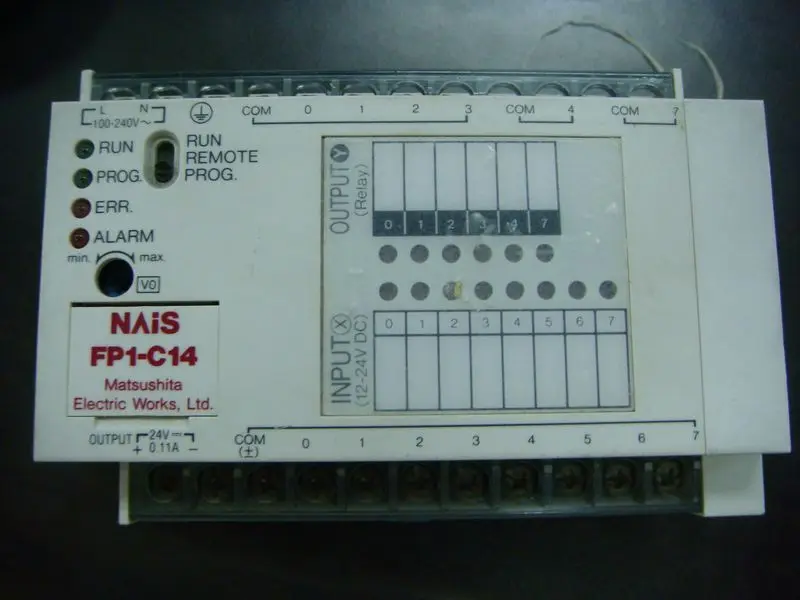 L N
100-240V~
COM 0 1 2 3 COM 4 COM 7
RUN
PROG.
ERR.
ALARM
RUN
REMOTE
PROG.
min. max.
V0
NAiS
FP1-C14
Matsushita
Electric Works, Ltd.
OUTPUT Y
(Relay)
0 1 2 3 4 7
INPUT X
(12-24V DC)
0 1 2 3 4 5 6 7
OUTPUT 24V⎓
+ 0.11A −
COM 0 1 2 3 4 5 6 7
(±)